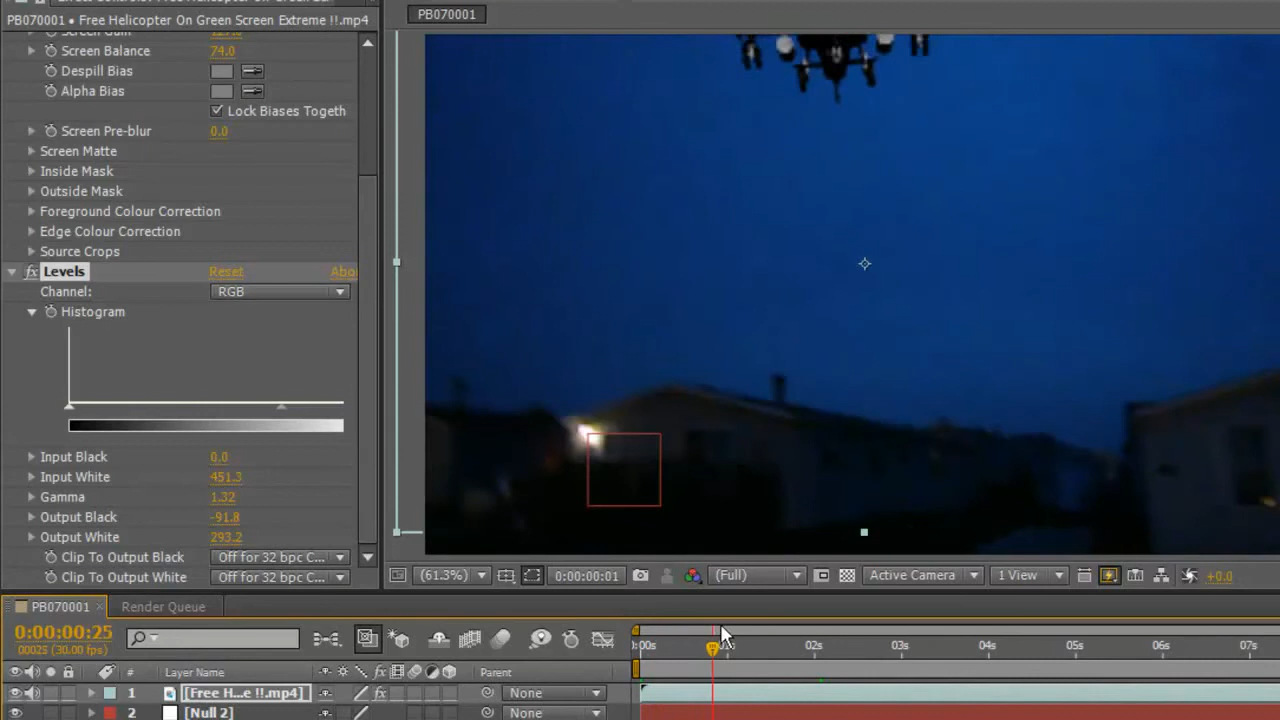 PB070001 • Free Helicopter On Green Screen Extreme !!.mp4
PB070001
Screen Balance 74.0
Despill Bias
Alpha Bias
Lock Biases Togeth
Screen Pre-blur 0.0
Screen Matte
Inside Mask
Outside Mask
Foreground Colour Correction
Edge Colour Correction
Source Crops
fx Levels Reset Abo
Channel: RGB
Histogram
Input Black 0.0
Input White 451.3
Gamma 1.32
Output Black -91.8
Output White 293.2
Clip To Output Black Off for 32 bpc C...
Clip To Output White Off for 32 bpc C...
(61.3%) 0:00:00:01 (Full) Active Camera 1 View +0.0
PB070001 Render Queue
0:00:00:25
00025 (30.00 fps)
:00s 02s 03s 04s 05s 06s 07s
# Layer Name fx Parent
1 [Free H...e !!.mp4] fx None
2 [Null 2] None